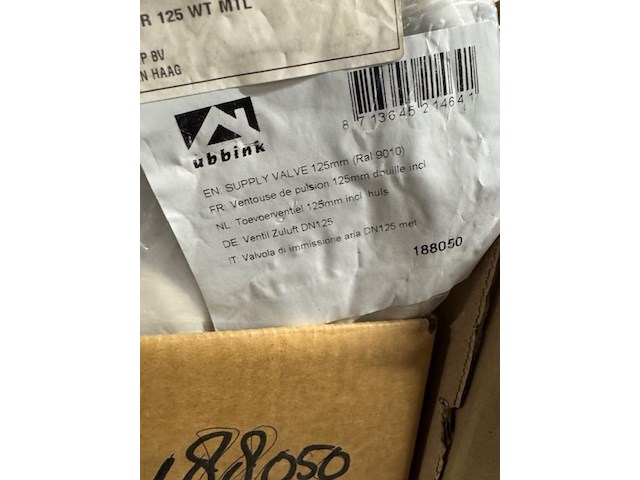 R 125 WT MTL
P BV
N HAAG
8 713645 214641
ubbink
EN. SUPPLY VALVE 125mm (Ral 9010)
FR: Ventouse de pulsion 125mm douille incl
NL: Toevoerventiel 125mm incl huls
DE: Ventil Zuluft DN125
IT: Valvola di immissione aria DN125 met
188050
188050